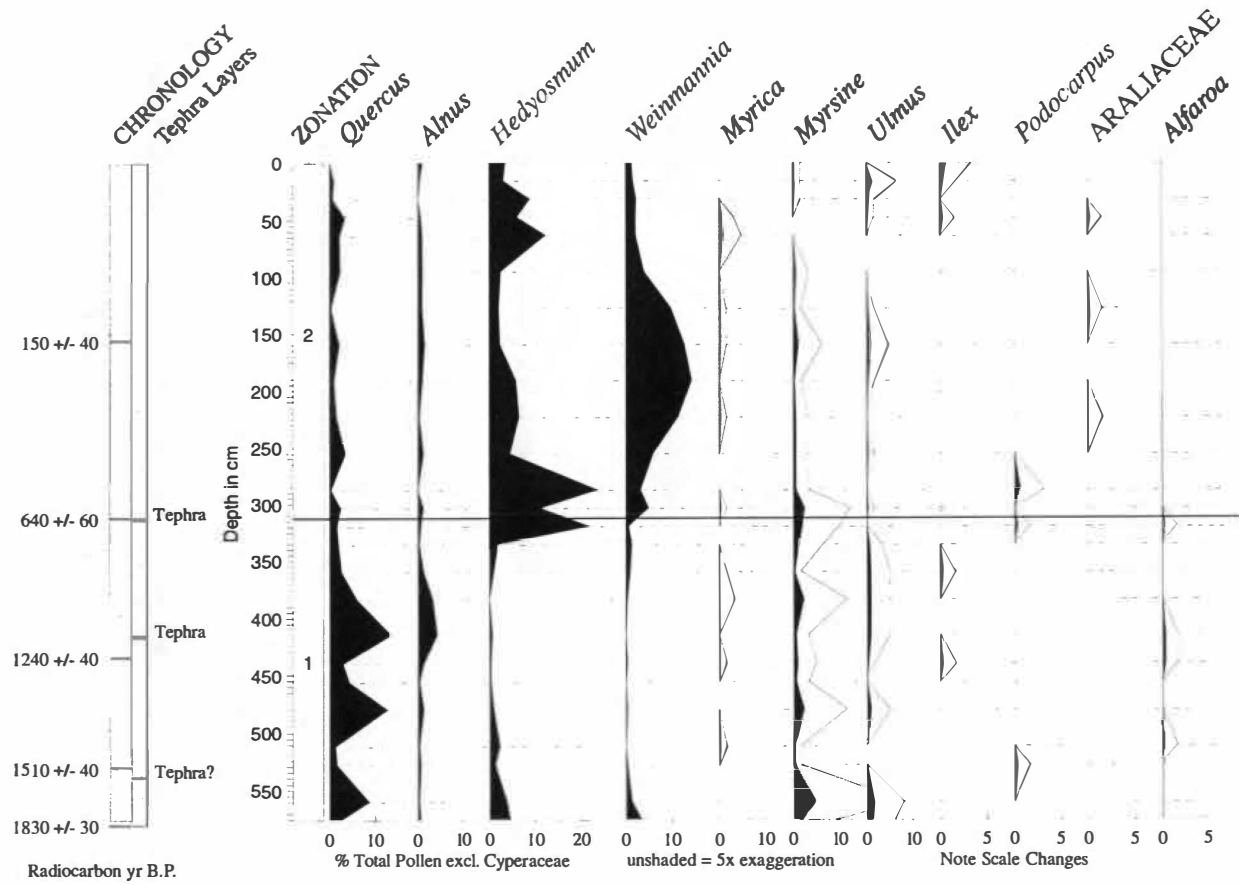 CHRONOLOGY
Tephra Layers
ZONATION
Quercus
Alnus
Hedyosmum
Weinmannia
Myrica
Myrsine
Ulmus
Ilex
Podocarpus
ARALIACEAE
Alfaroa
0
50
100
150 +/- 40
150
2
200
250
Depth in cm
300
640 +/- 60
Tephra
350
400
Tephra
1240 +/- 40
450
1
500
1510 +/- 40
Tephra?
550
1830 +/- 30
0 10 0 10 0 10 20 0 10 0 10 0 10 0 10 0 5 0 5 0 5 0 5
Radiocarbon yr B.P.
% Total Pollen excl. Cyperaceae
unshaded = 5x exaggeration
Note Scale Changes